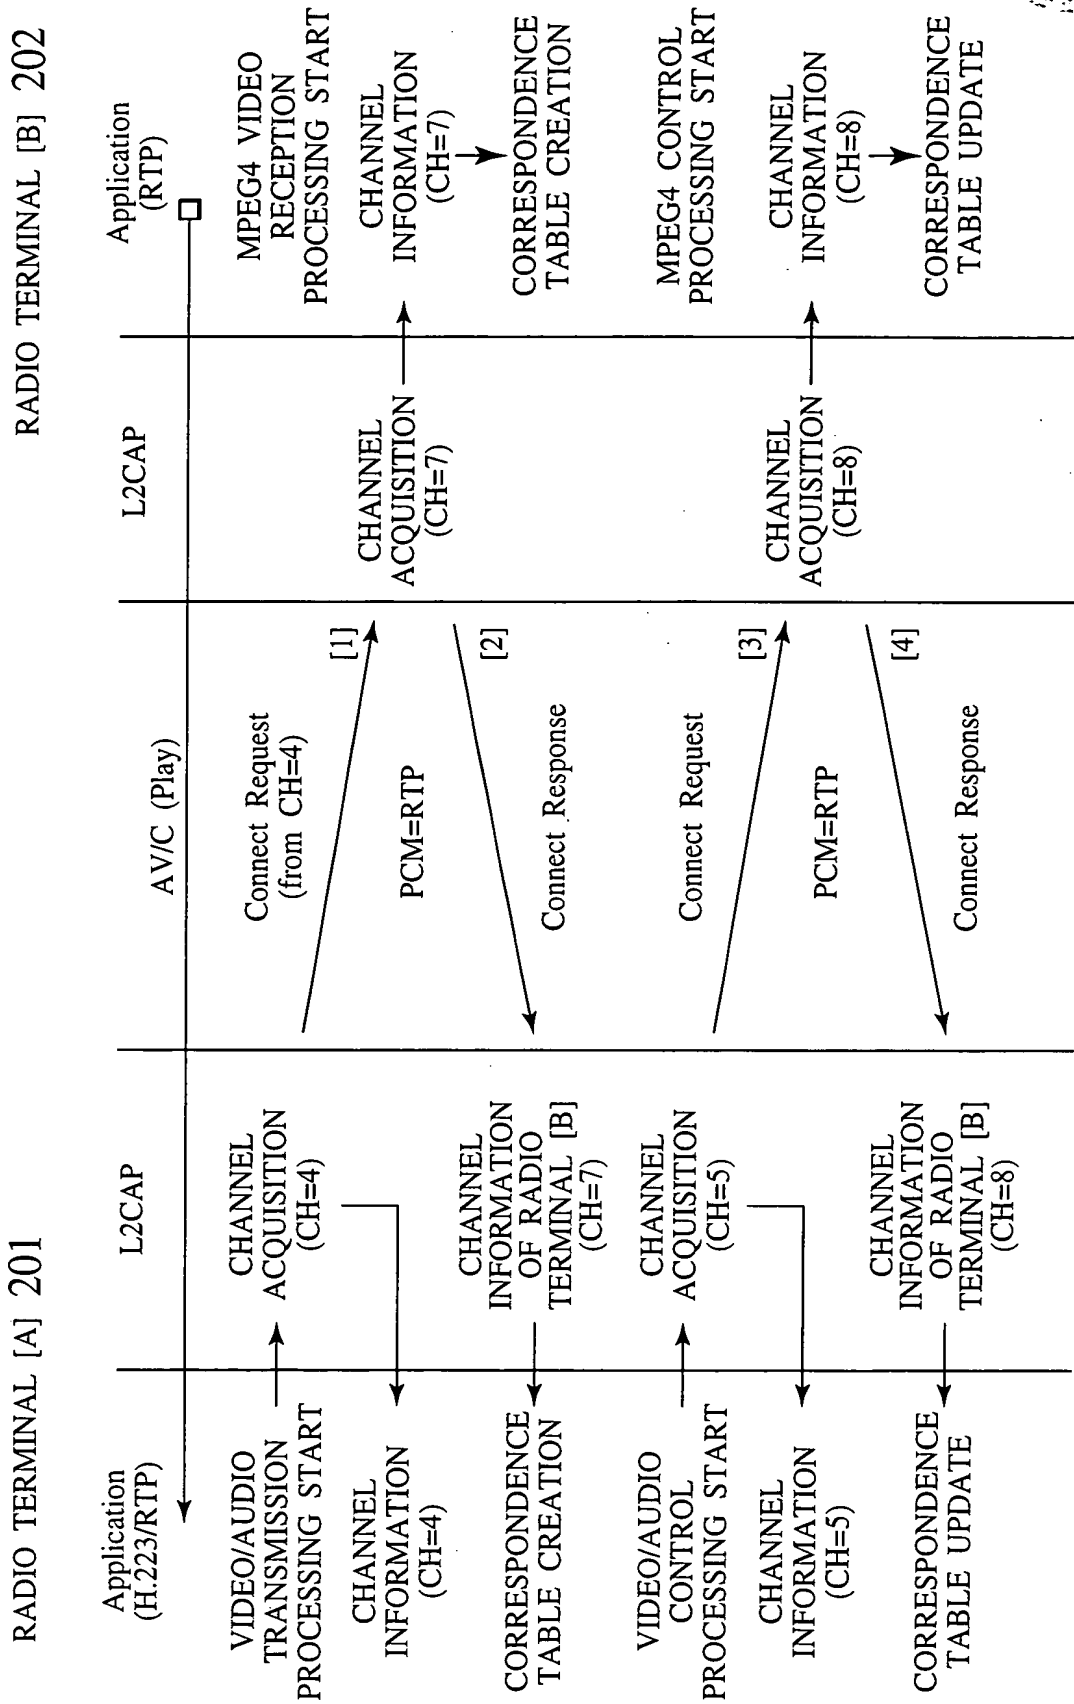 RADIO TERMINAL [A] 201
RADIO TERMINAL [B] 202
Application
(H.223/RTP)
L2CAP
AV/C (Play)
L2CAP
Application
(RTP)
VIDEO/AUDIO
TRANSMISSION
PROCESSING START
CHANNEL
ACQUISITION
(CH=4)
Connect Request
(from CH=4)
[1]
MPEG4 VIDEO
RECEPTION
PROCESSING START
CHANNEL
INFORMATION
(CH=4)
PCM=RTP
CHANNEL
ACQUISITION
(CH=7)
CHANNEL
INFORMATION
(CH=7)
CORRESPONDENCE
TABLE CREATION
CHANNEL
INFORMATION
OF RADIO
TERMINAL [B]
(CH=7)
Connect Response
[2]
CORRESPONDENCE
TABLE CREATION
VIDEO/AUDIO
CONTROL
PROCESSING START
CHANNEL
ACQUISITION
(CH=5)
Connect Request
[3]
MPEG4 CONTROL
PROCESSING START
CHANNEL
INFORMATION
(CH=5)
PCM=RTP
CHANNEL
ACQUISITION
(CH=8)
CHANNEL
INFORMATION
(CH=8)
CORRESPONDENCE
TABLE UPDATE
CHANNEL
INFORMATION
OF RADIO
TERMINAL [B]
(CH=8)
Connect Response
[4]
CORRESPONDENCE
TABLE UPDATE